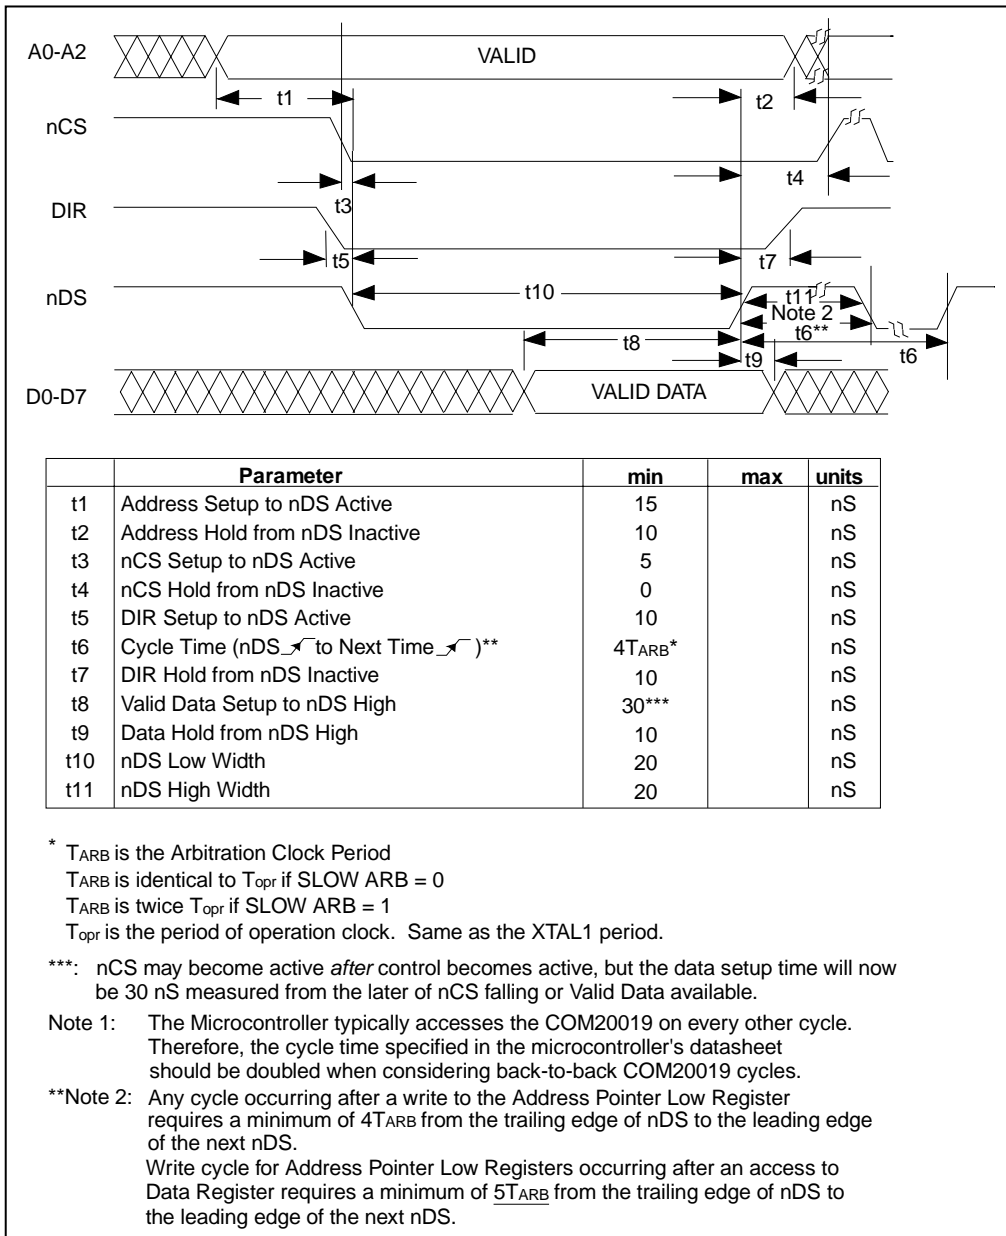 A0-A2
VALID
t1
t2
nCS
t3
t4
DIR
t5
t7
nDS
t10
t11
Note 2
t6**
t8
t6
t9
D0-D7
VALID DATA
Parameter min max units
t1 Address Setup to nDS Active 15 nS
t2 Address Hold from nDS Inactive 10 nS
t3 nCS Setup to nDS Active 5 nS
t4 nCS Hold from nDS Inactive 0 nS
t5 DIR Setup to nDS Active 10 nS
t6 Cycle Time (nDS to Next Time )** 4TARB* nS
t7 DIR Hold from nDS Inactive 10 nS
t8 Valid Data Setup to nDS High 30*** nS
t9 Data Hold from nDS High 10 nS
t10 nDS Low Width 20 nS
t11 nDS High Width 20 nS
* TARB is the Arbitration Clock Period
TARB is identical to Topr if SLOW ARB = 0
TARB is twice Topr if SLOW ARB = 1
Topr is the period of operation clock. Same as the XTAL1 period.
***: nCS may become active after control becomes active, but the data setup time will now
be 30 nS measured from the later of nCS falling or Valid Data available.
Note 1: The Microcontroller typically accesses the COM20019 on every other cycle.
Therefore, the cycle time specified in the microcontroller's datasheet
should be doubled when considering back-to-back COM20019 cycles.
**Note 2: Any cycle occurring after a write to the Address Pointer Low Register
requires a minimum of 4TARB from the trailing edge of nDS to the leading edge
of the next nDS.
Write cycle for Address Pointer Low Registers occurring after an access to
Data Register requires a minimum of 5TARB from the trailing edge of nDS to
the leading edge of the next nDS.